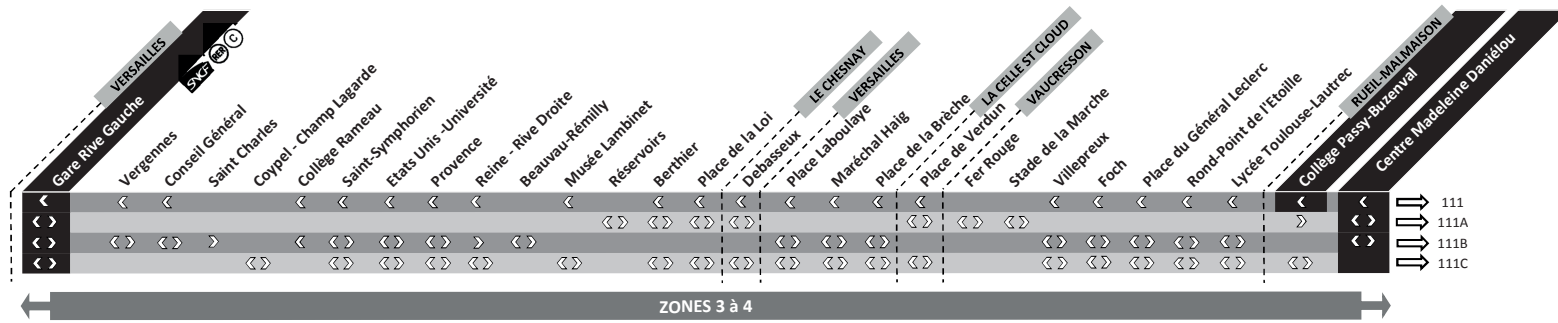 VERSAILLES
SNCF RER C
Gare Rive Gauche
Vergennes
Conseil Général
Saint Charles
Coypel - Champ Lagarde
Collège Rameau
Saint-Symphorien
Etats Unis -Université
Provence
Reine - Rive Droite
Beauvau-Rémilly
Musée Lambinet
Réservoirs
Berthier
Place de la Loi
LE CHESNAY
Debasseux
VERSAILLES
Place Laboulaye
Maréchal Haig
Place de la Brèche
LA CELLE ST CLOUD
Place de Verdun
VAUCRESSON
Fer Rouge
Stade de la Marche
Villepreux
Foch
Place du Général Leclerc
Rond-Point de l'Etoille
Lycée Toulouse-Lautrec
RUEIL-MALMAISON
Collège Passy-Buzenval
Centre Madeleine Daniélou
111
111A
111B
111C
ZONES 3 à 4